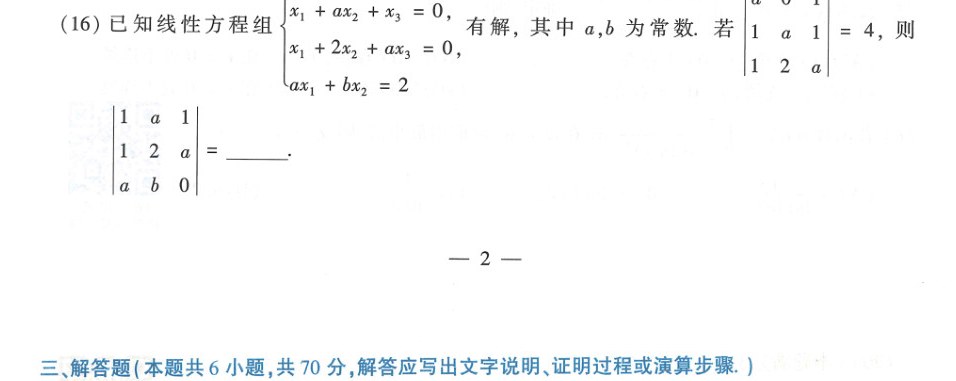 (16) 已知线性方程组 { x₁ + ax₂ + x₃ = 0,
x₁ + 2x₂ + ax₃ = 0,
ax₁ + bx₂ = 2
有解, 其中 a,b 为常数. 若 | 1 a 1 |
| 1 2 a | = 4, 则
| 1 a 1 |
| 1 2 a | = ______.
| a b 0 |
— 2 —
三、解答题(本题共 6 小题,共 70 分,解答应写出文字说明、证明过程或演算步骤. )